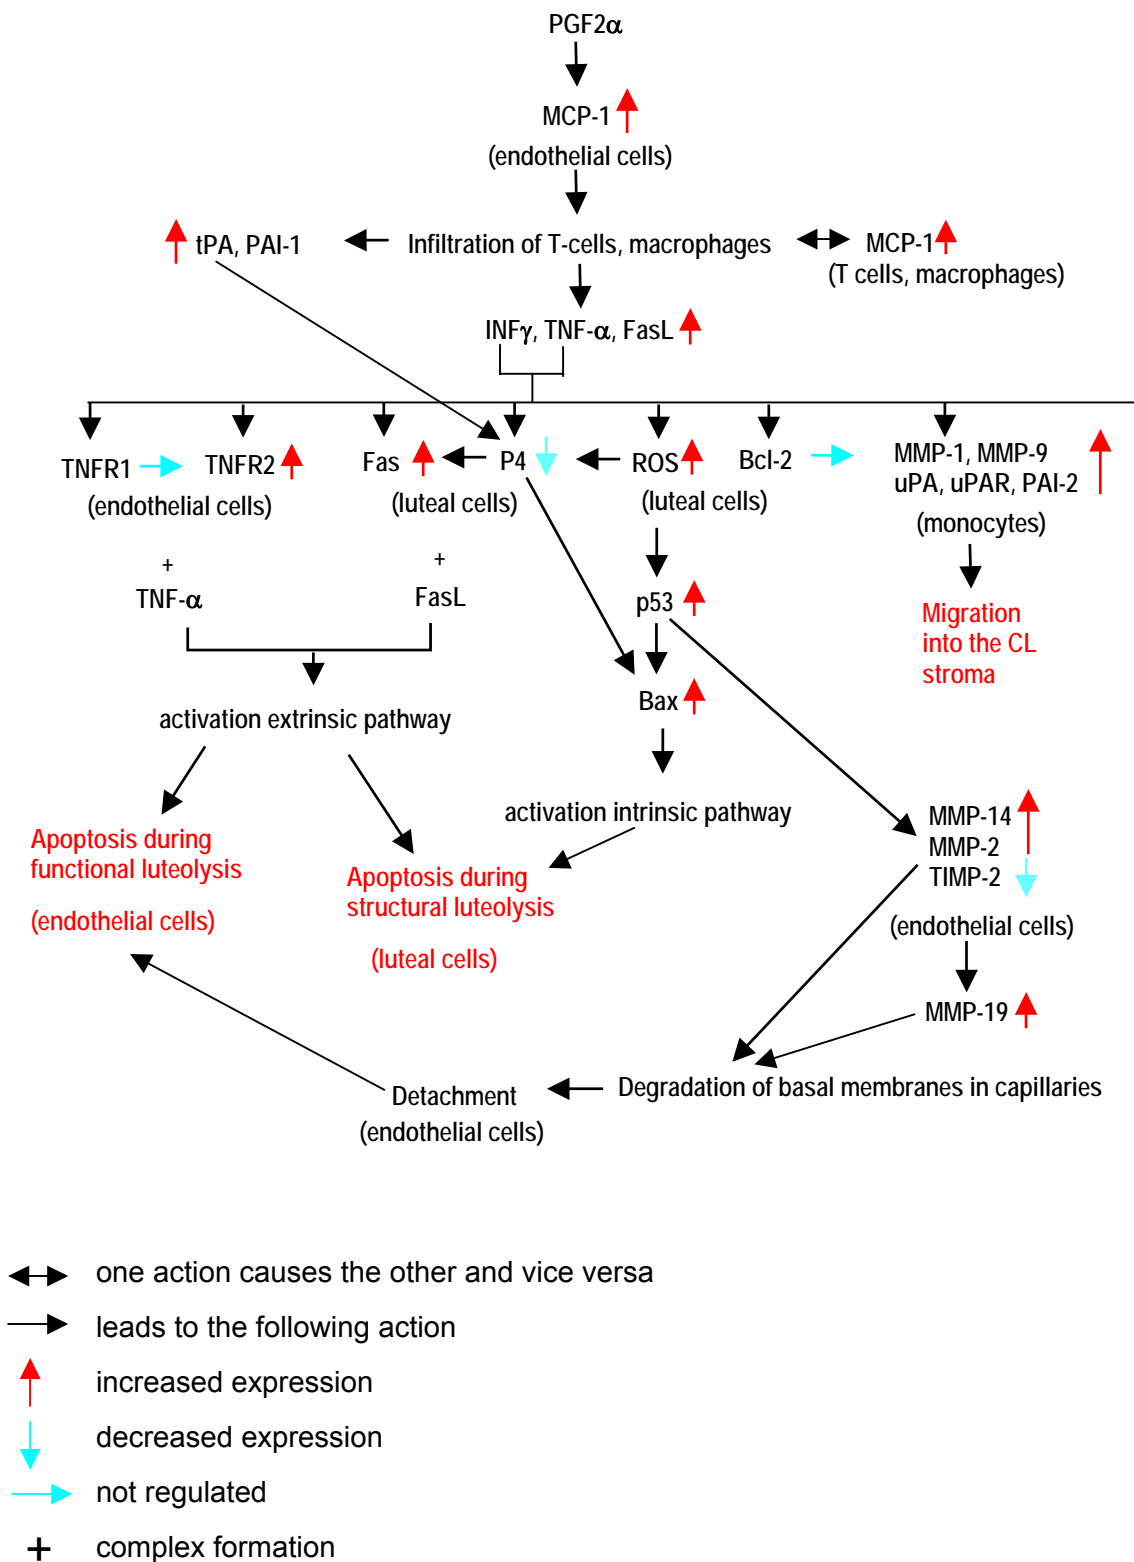 PGF2α
MCP-1
(endothelial cells)
tPA, PAI-1
Infiltration of T-cells, macrophages
MCP-1
(T cells, macrophages)
INFγ, TNF-α, FasL
TNFR1
TNFR2
(endothelial cells)
Fas
P4
(luteal cells)
ROS
(luteal cells)
Bcl-2
MMP-1, MMP-9
uPA, uPAR, PAI-2
(monocytes)
+
TNF-α
+
FasL
p53
Migration
into the CL
stroma
Bax
activation extrinsic pathway
activation intrinsic pathway
MMP-14
MMP-2
TIMP-2
(endothelial cells)
Apoptosis during
functional luteolysis
(endothelial cells)
Apoptosis during
structural luteolysis
(luteal cells)
MMP-19
Degradation of basal membranes in capillaries
Detachment
(endothelial cells)
one action causes the other and vice versa
leads to the following action
increased expression
decreased expression
not regulated
+ complex formation